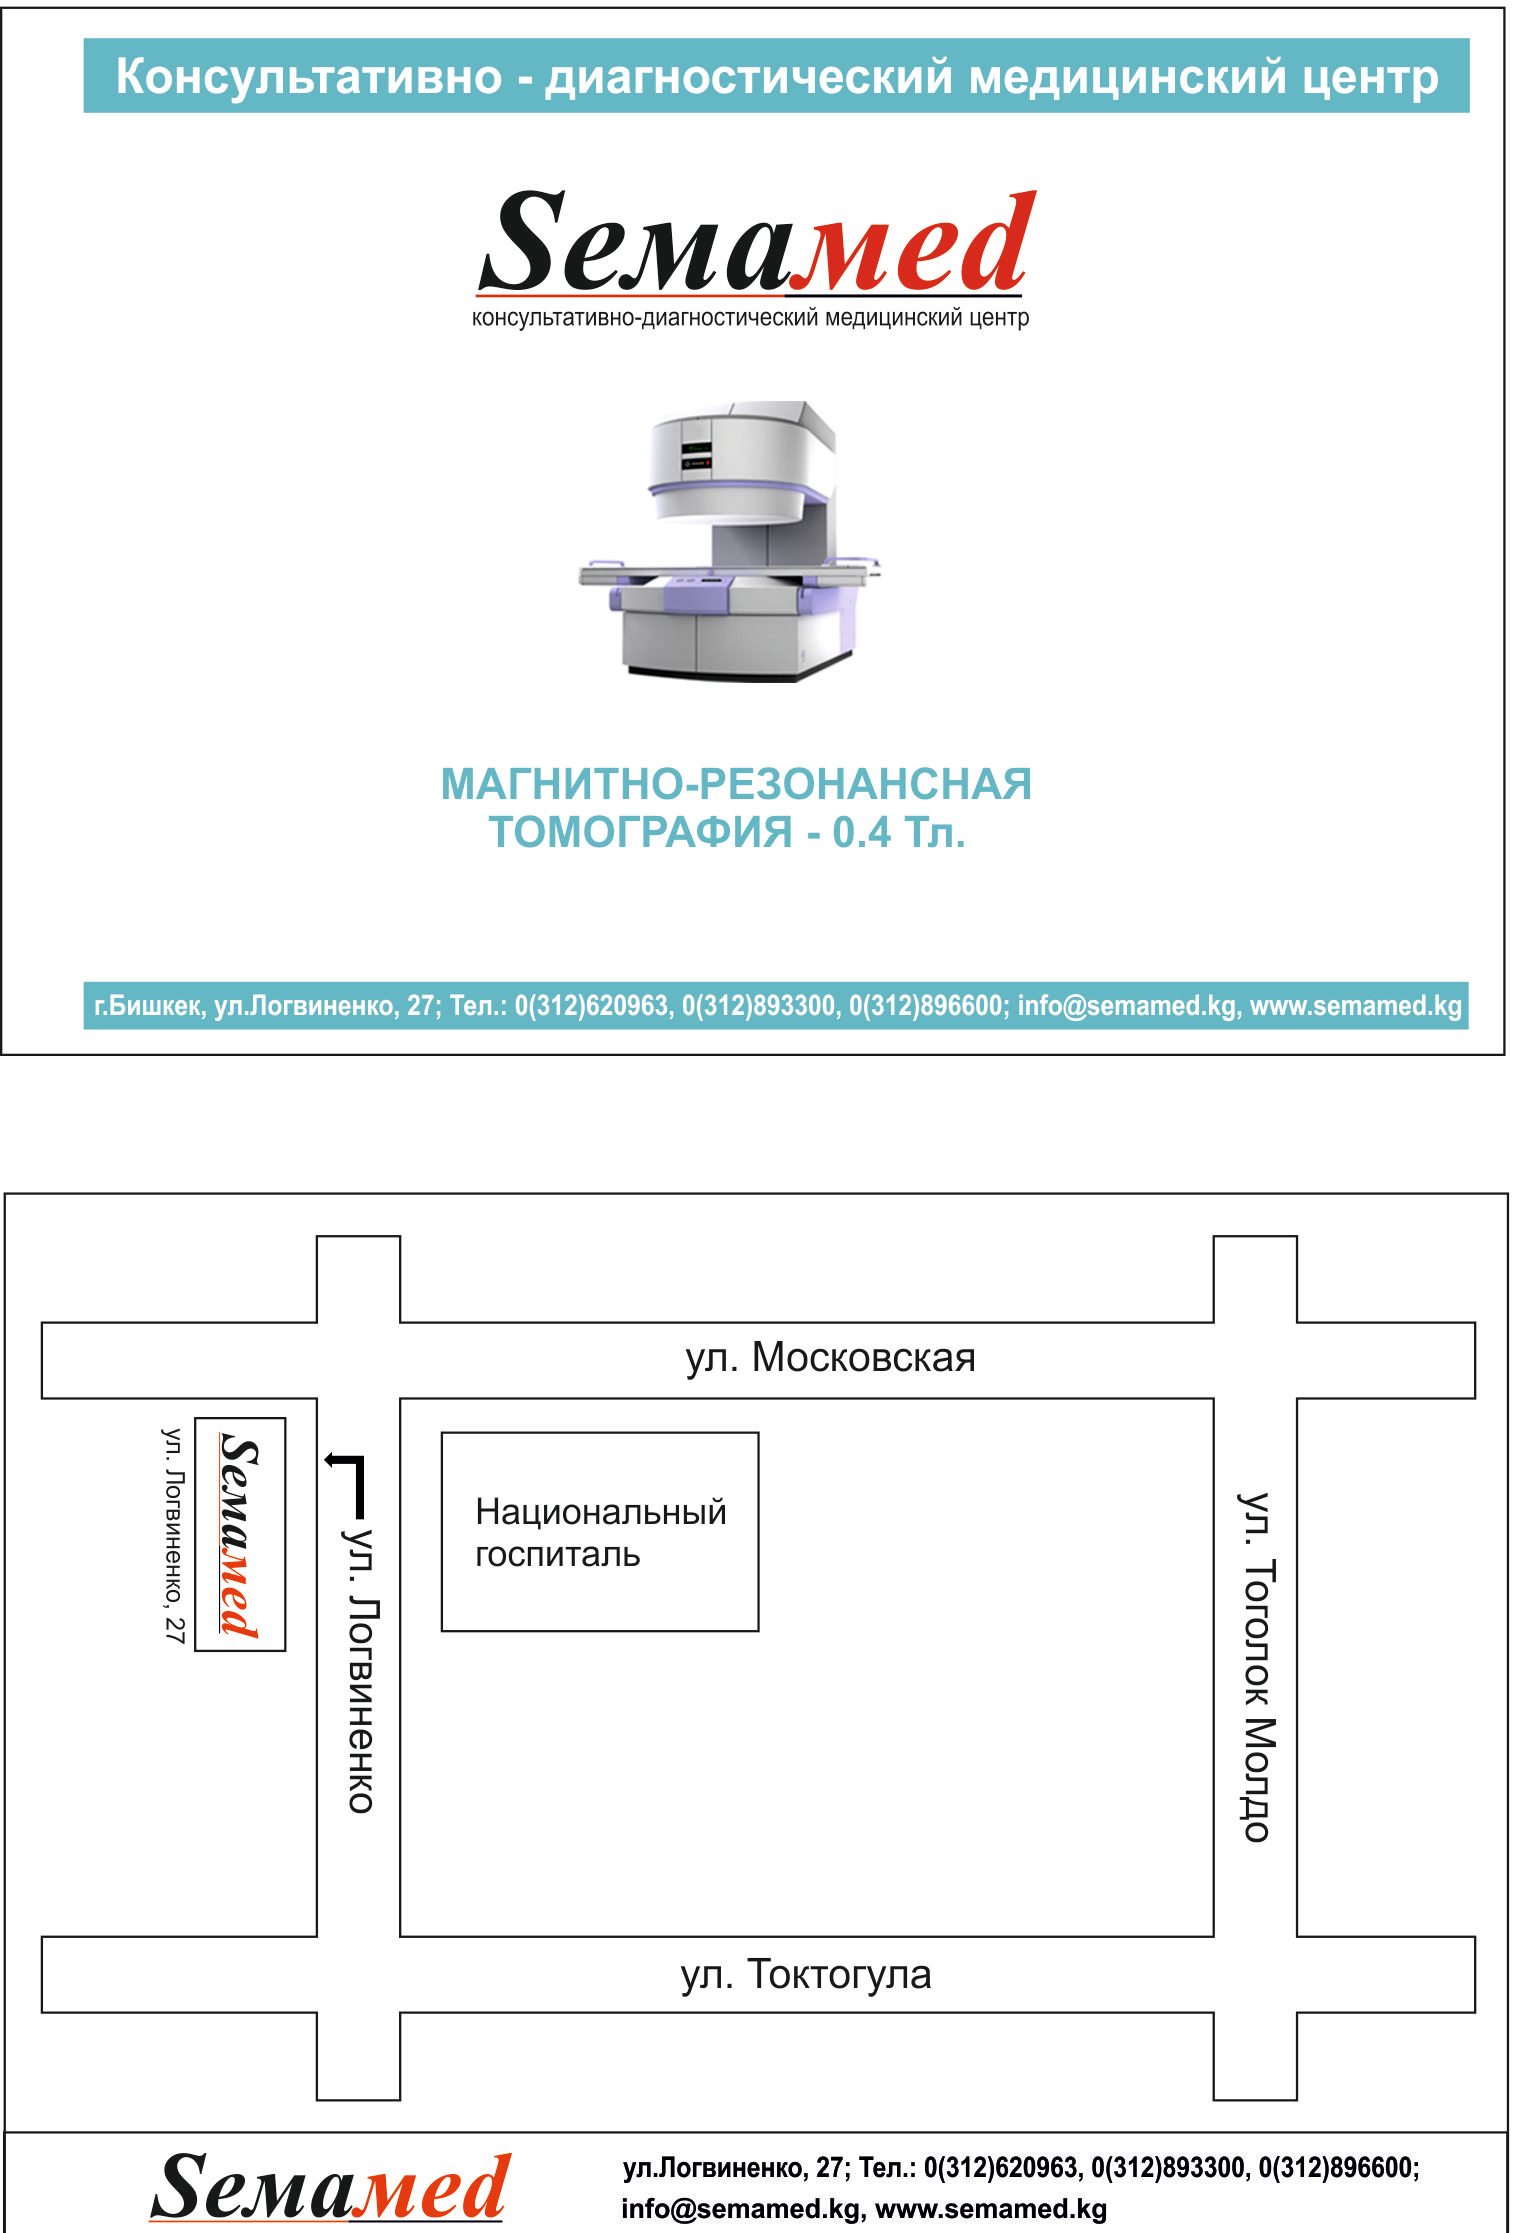 Консультативно - диагностический медицинский центр
Semaмed
консультативно-диагностический медицинский центр
МАГНИТНО-РЕЗОНАНСНАЯ
ТОМОГРАФИЯ - 0.4 Тл.
г.Бишкек, ул.Логвиненко, 27; Тел.: 0(312)620963, 0(312)893300, 0(312)896600; info@semamed.kg, www.semamed.kg
ул. Московская
ул. Логвиненко, 27
Semaмed
ул. Логвиненко
Национальный
госпиталь
ул. Тоголок Молдо
ул. Токтогула
Semaмed
ул.Логвиненко, 27; Тел.: 0(312)620963, 0(312)893300, 0(312)896600;
info@semamed.kg, www.semamed.kg